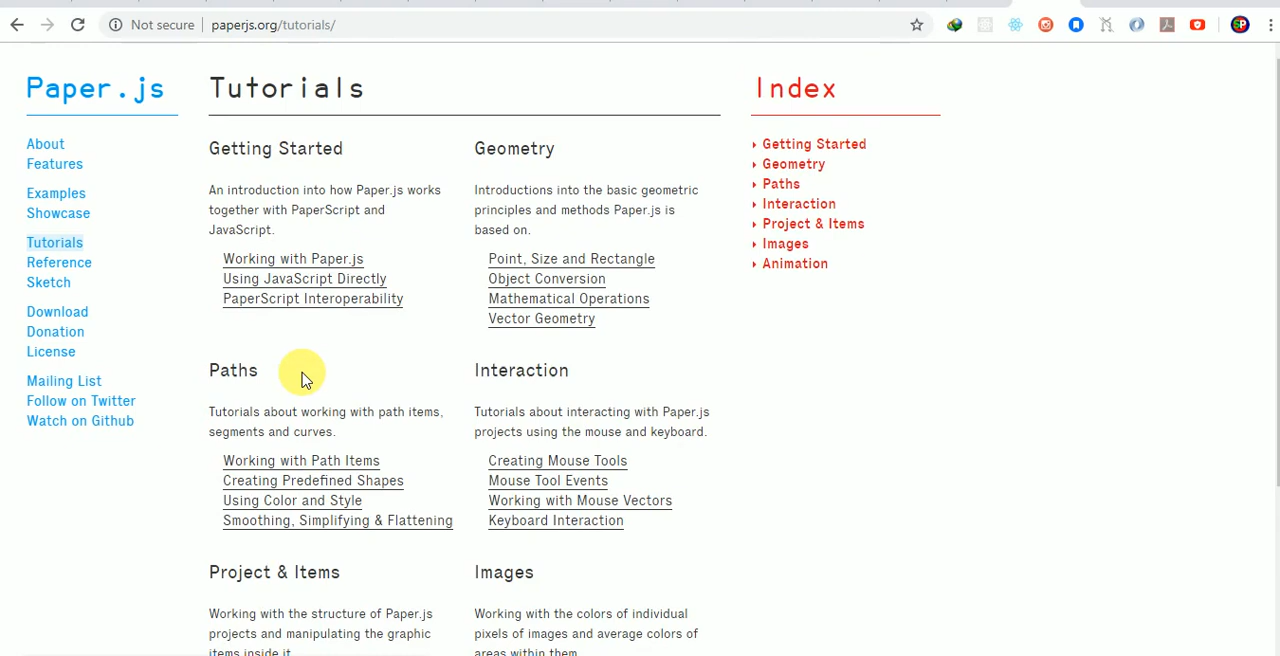 Not secure
paperjs.org/tutorials/
SP
Paper.js
About
Features
Examples
Showcase
Tutorials
Reference
Sketch
Download
Donation
License
Mailing List
Follow on Twitter
Watch on Github
Tutorials
Getting Started
An introduction into how Paper.js works
together with PaperScript and
JavaScript.
Working with Paper.js
Using JavaScript Directly
PaperScript Interoperability
Geometry
Introductions into the basic geometric
principles and methods Paper.js is
based on.
Point, Size and Rectangle
Object Conversion
Mathematical Operations
Vector Geometry
Paths
Tutorials about working with path items,
segments and curves.
Working with Path Items
Creating Predefined Shapes
Using Color and Style
Smoothing, Simplifying & Flattening
Interaction
Tutorials about interacting with Paper.js
projects using the mouse and keyboard.
Creating Mouse Tools
Mouse Tool Events
Working with Mouse Vectors
Keyboard Interaction
Project & Items
Working with the structure of Paper.js
projects and manipulating the graphic
items inside it
Images
Working with the colors of individual
pixels of images and average colors of
areas within them
Index
Getting Started
Geometry
Paths
Interaction
Project & Items
Images
Animation